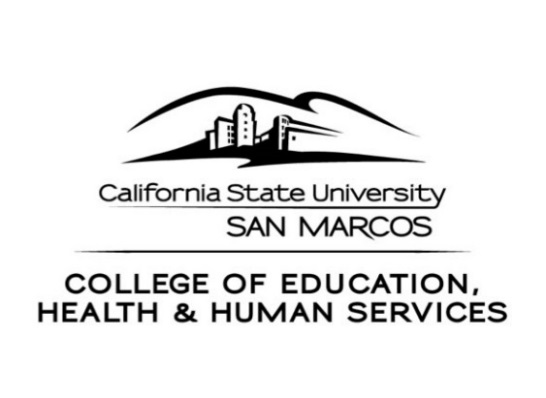 California State University
SAN MARCOS
COLLEGE OF EDUCATION,
HEALTH & HUMAN SERVICES